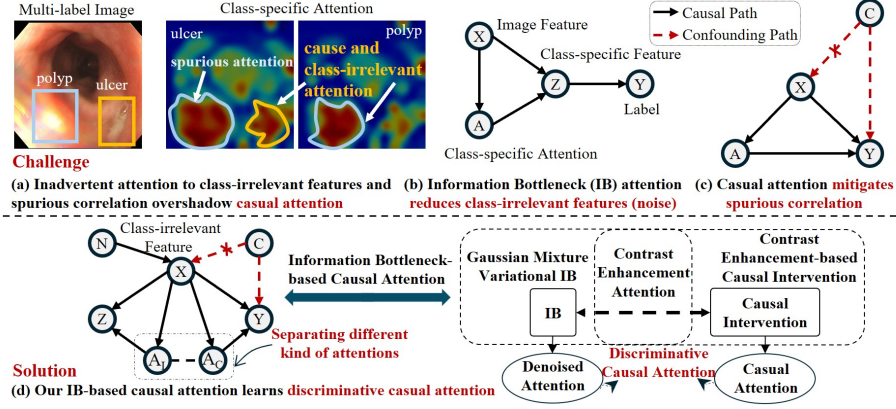 Multi-label Image
polyp
ulcer
Challenge
Class-specific Attention
ulcer
polyp
spurious attention
cause and
class-irrelevant
attention
(a) Inadvertent attention to class-irrelevant features and
spurious correlation overshadow casual attention
X
Image Feature
Class-specific Feature
Z
Y
Label
A
Class-specific Attention
(b) Information Bottleneck (IB) attention
reduces class-irrelevant features (noise)
Causal Path
Confounding Path
C
X
A
Y
(c) Casual attention mitigates
spurious correlation
Class-irrelevant
Feature
N
C
X
Z
Y
A_I
A_C
Separating different
kind of attentions
Solution
(d) Our IB-based causal attention learns discriminative casual attention
Information Bottleneck-
based Causal Attention
Gaussian Mixture
Variational IB
Contrast
Enhancement
Attention
Contrast
Enhancement-based
Causal Intervention
IB
Causal
Intervention
Denoised
Attention
Discriminative
Causal Attention
Casual
Attention